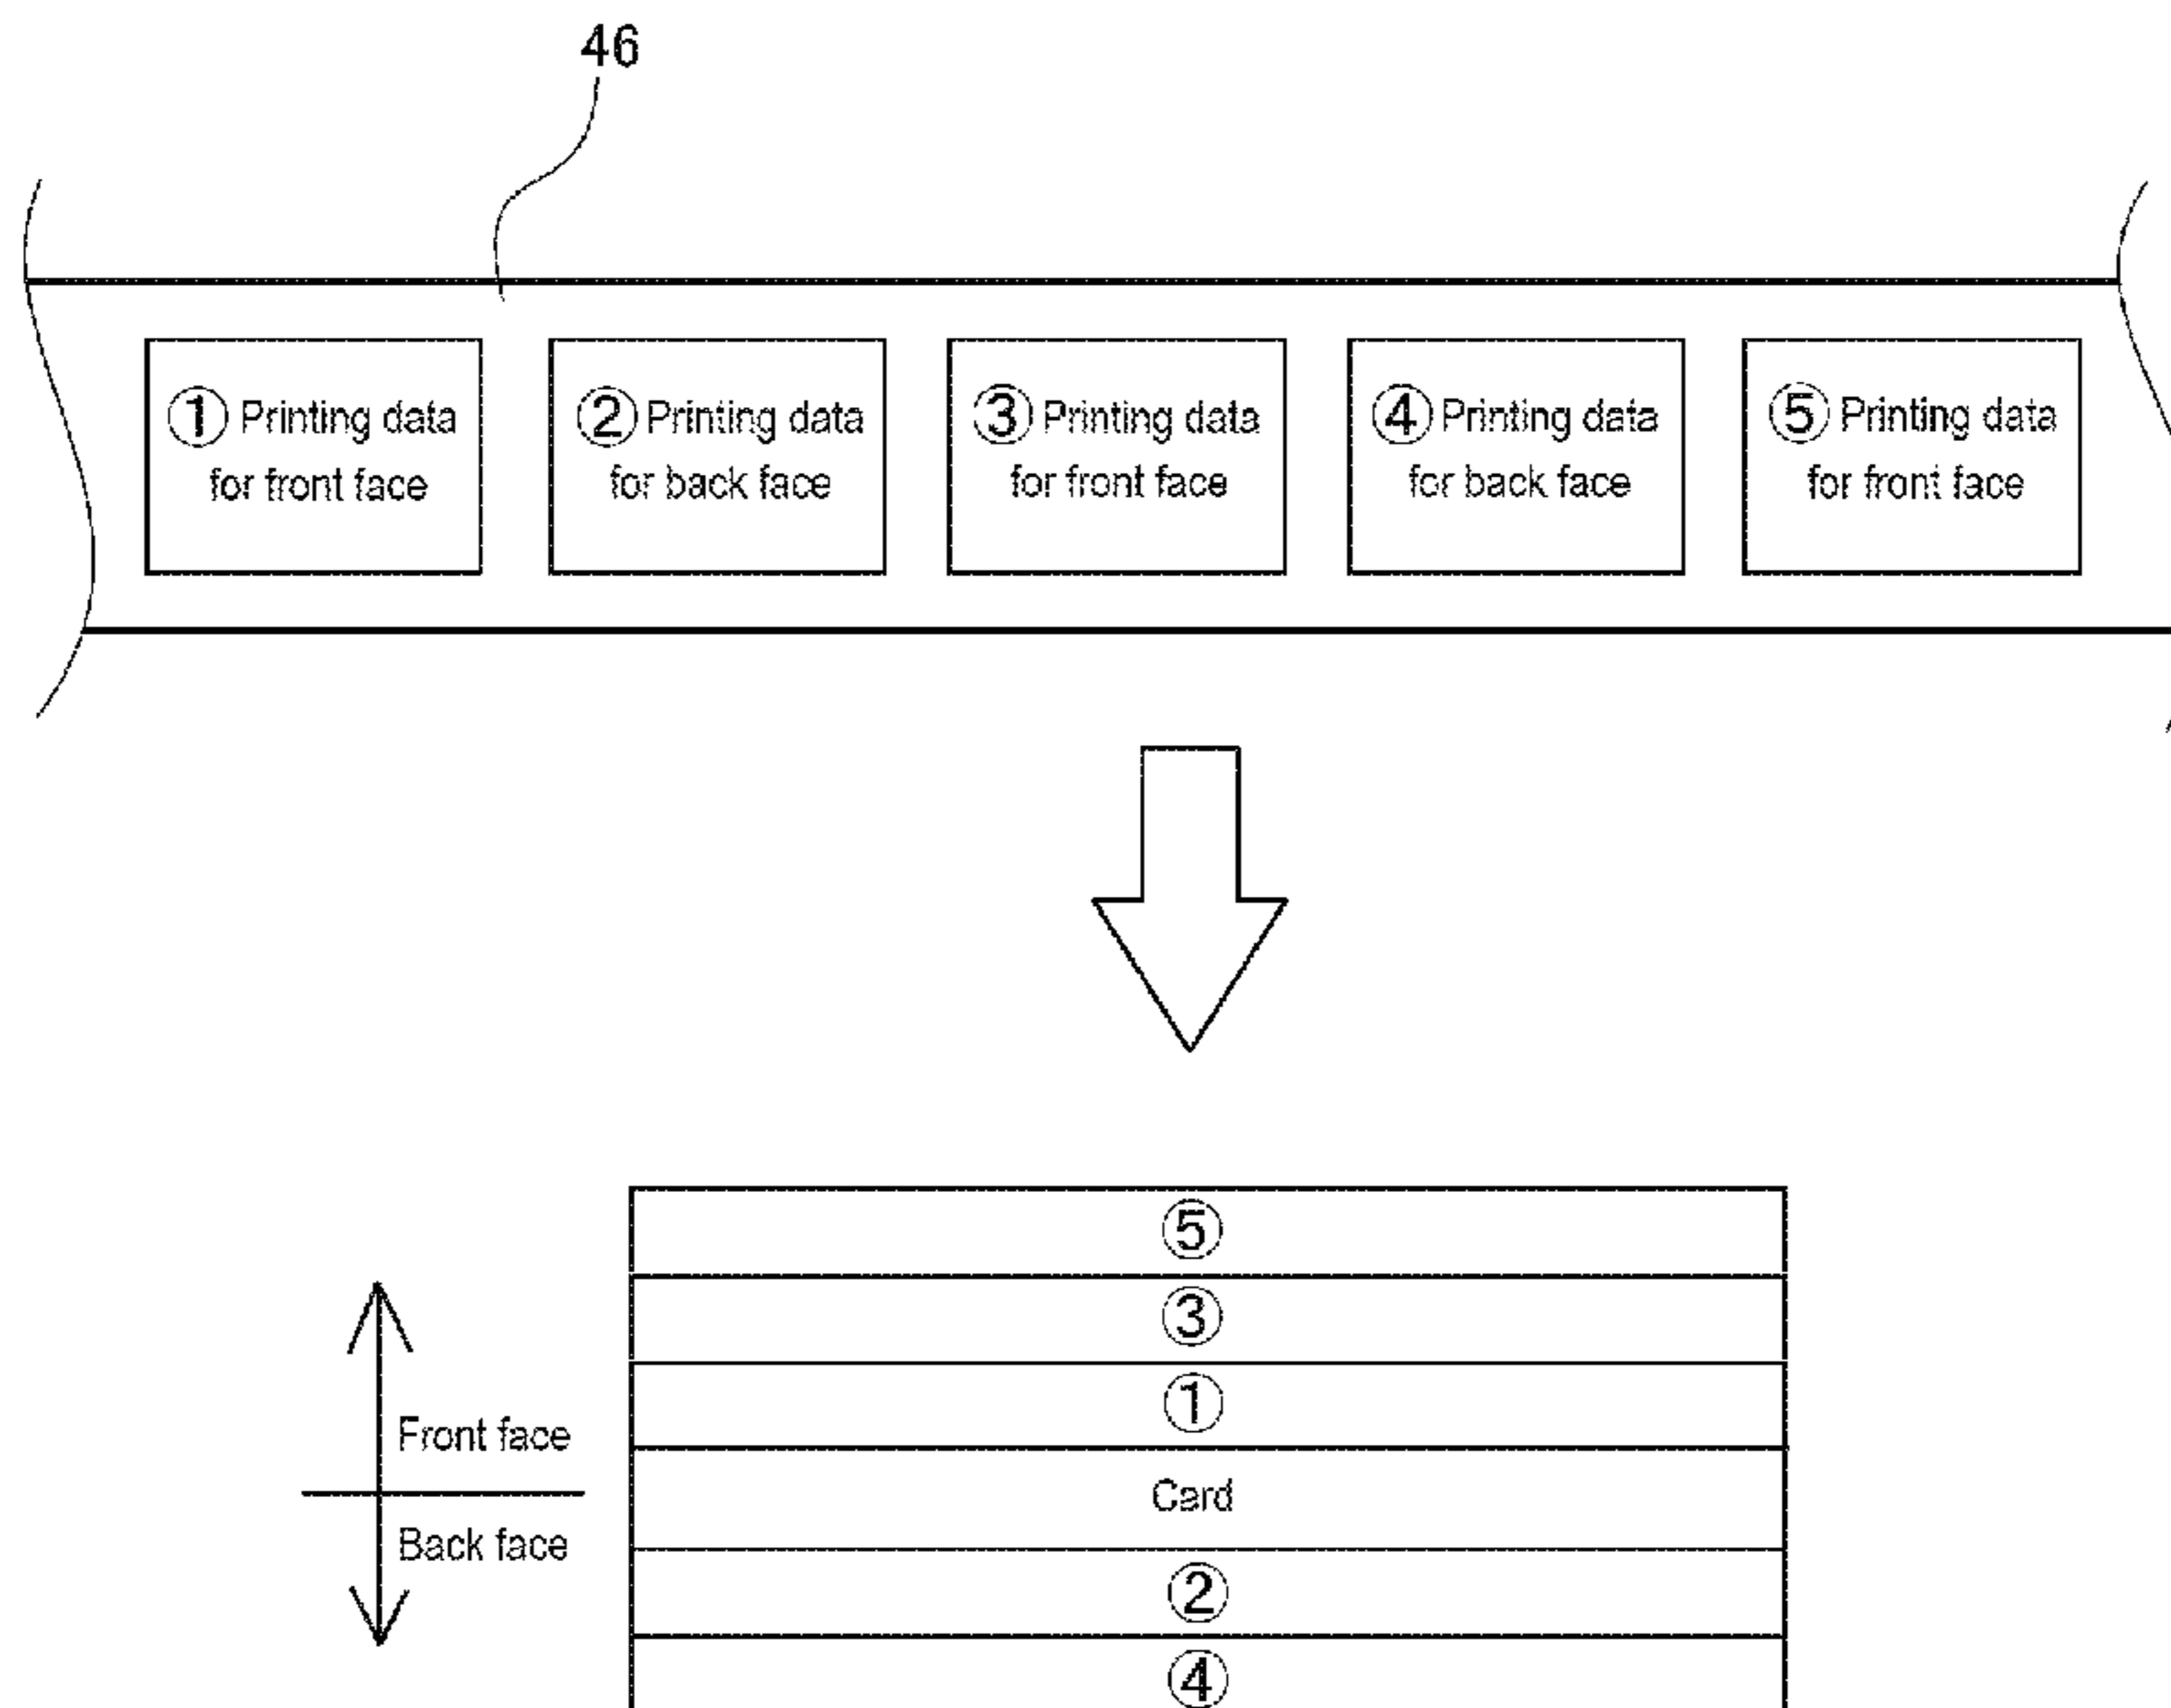 46
① Printing data
for front face
② Printing data
for back face
③ Printing data
for front face
④ Printing data
for back face
⑤ Printing data
for front face
⑤
③
①
Front face
Card
Back face
②
④